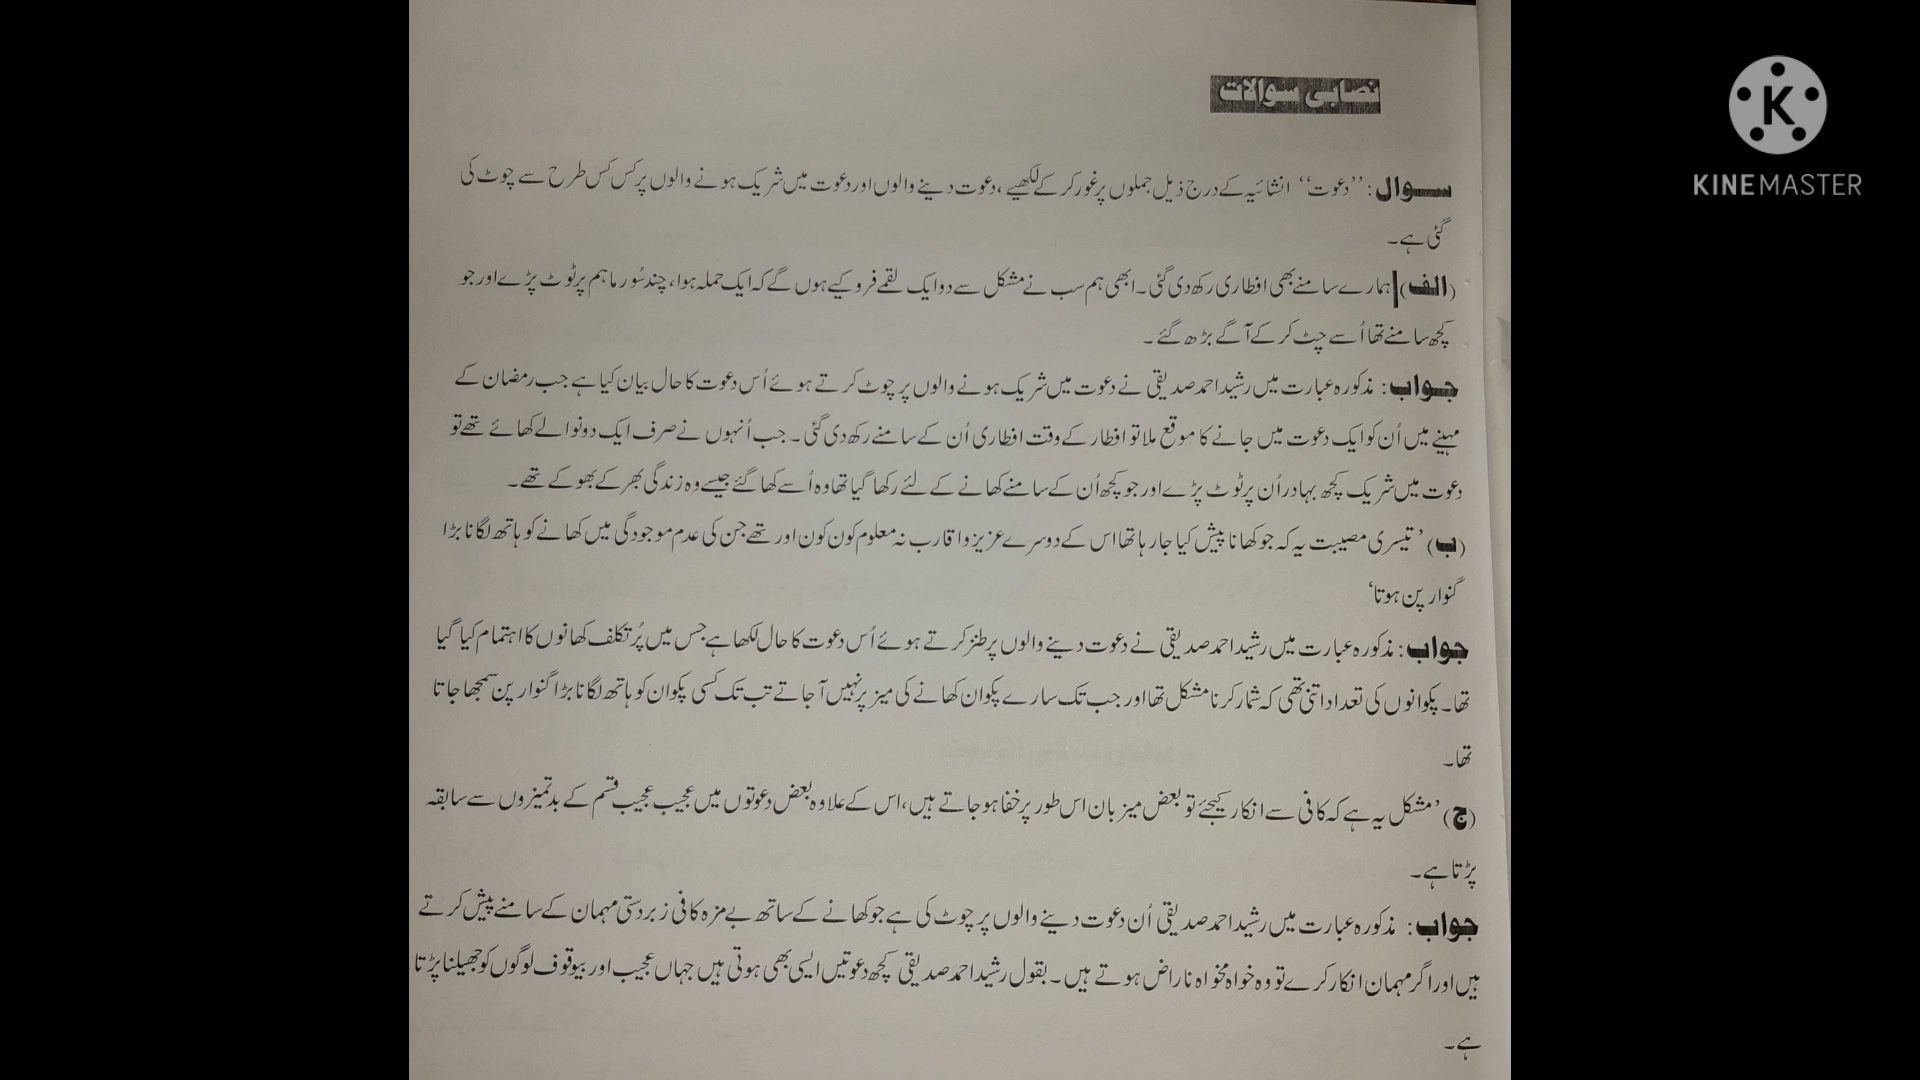 نصابی سوالات
سوال: ’’دعوت‘‘ انشائیہ کے درج ذیل جملوں پر غور کر کے لکھیے، دعوت دینے والوں اور دعوت میں شریک ہونے والوں پر کس کس طرح سے چوٹ کی
گئی ہے۔
(الف) ہمارے سامنے بھی افطاری رکھ دی گئی۔ ابھی ہم سب نے مشکل سے دو ایک لقمے فرو کیے ہوں گے کہ ایک حملہ ہوا، چند سُورما ہم پر ٹوٹ پڑے اور جو
کچھ سامنے تھا اُسے چٹ کر کے آگے بڑھ گئے۔
جواب: مذکورہ عبارت میں رشید احمد صدیقی نے دعوت میں شریک ہونے والوں پر چوٹ کرتے ہوئے اُس دعوت کا حال بیان کیا ہے جب رمضان کے
مہینے میں اُن کو ایک دعوت میں جانے کا موقع ملا تو افطار کے وقت افطاری اُن کے سامنے رکھ دی گئی۔ جب اُنہوں نے صرف ایک دو نوالے کھائے تھے تو
دعوت میں شریک کچھ بہادر اُن پر ٹوٹ پڑے اور جو کچھ اُن کے سامنے کھانے کے لئے رکھا گیا تھا وہ اُسے کھا گئے جیسے وہ زندگی بھر کے بھوکے تھے۔
(ب) ’تیسری مصیبت یہ کہ جو کھانا پیش کیا جا رہا تھا اس کے دوسرے عزیز و اقارب نہ معلوم کون کون اور تھے جن کی عدم موجودگی میں کھانے کو ہاتھ لگانا بڑا
گنوار پن ہوتا‘
جواب: مذکورہ عبارت میں رشید احمد صدیقی نے دعوت دینے والوں پر طنز کرتے ہوئے اُس دعوت کا حال لکھا ہے جس میں پُر تکلف کھانوں کا اہتمام کیا گیا
تھا۔ پکوانوں کی تعداد اتنی تھی کہ شمار کرنا مشکل تھا اور جب تک سارے پکوان کھانے کی میز پر نہیں آ جاتے تب تک کسی پکوان کو ہاتھ لگانا بڑا گنوار پن سمجھا جاتا
تھا۔
(ج) ’مشکل یہ ہے کہ کافی سے انکار کیجئے تو بعض میزبان اس طور پر خفا ہو جاتے ہیں، اس کے علاوہ بعض دعوتوں میں عجیب عجیب قسم کے بدتمیزوں سے سابقہ
پڑتا ہے۔
جواب: مذکورہ عبارت میں رشید احمد صدیقی اُن دعوت دینے والوں پر چوٹ کی ہے جو کھانے کے ساتھ بے مزہ کافی زبردستی مہمان کے سامنے پیش کرتے
ہیں اور اگر مہمان انکار کرے تو وہ خواہ مخواہ ناراض ہوتے ہیں۔ بقول رشید احمد صدیقی کچھ دعوتیں ایسی بھی ہوتی ہیں جہاں عجیب اور بیوقوف لوگوں کو جھیلنا پڑتا
ہے۔
K
KINEMASTER